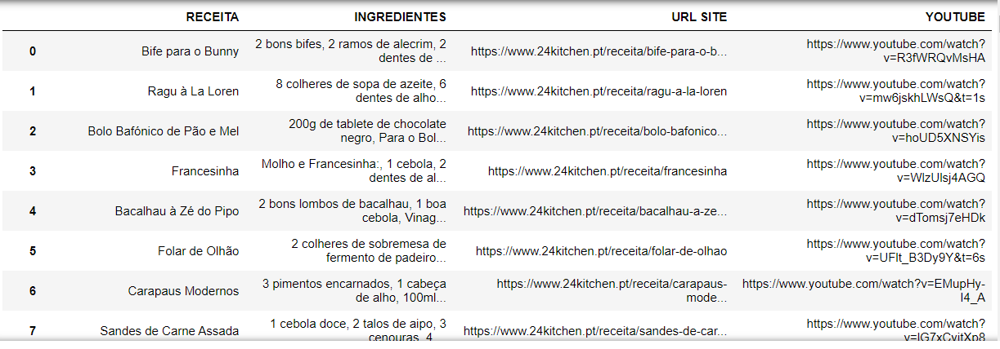 RECEITA INGREDIENTES URL SITE YOUTUBE
0 Bife para o Bunny 2 bons bifes, 2 ramos de alecrim, 2 dentes de ... https://www.24kitchen.pt/receita/bife-para-o-b... https://www.youtube.com/watch?v=R3fWRQvMsHA
1 Ragu à La Loren 8 colheres de sopa de azeite, 6 dentes de alho... https://www.24kitchen.pt/receita/ragu-a-la-loren https://www.youtube.com/watch?v=mw6jskhLWsQ&t=1s
2 Bolo Bafónico de Pão e Mel 200g de tablete de chocolate negro, Para o Bol... https://www.24kitchen.pt/receita/bolo-bafonico... https://www.youtube.com/watch?v=hoUD5XNSYis
3 Francesinha Molho e Francesinha:, 1 cebola, 2 dentes de al... https://www.24kitchen.pt/receita/francesinha https://www.youtube.com/watch?v=WlzUlsj4AGQ
4 Bacalhau à Zé do Pipo 2 bons lombos de bacalhau, 1 boa cebola, Vinag... https://www.24kitchen.pt/receita/bacalhau-a-ze... https://www.youtube.com/watch?v=dTomsj7eHDk
5 Folar de Olhão 2 colheres de sobremesa de fermento de padeiro... https://www.24kitchen.pt/receita/folar-de-olhao https://www.youtube.com/watch?v=UFlt_B3Dy9Y&t=6s
6 Carapaus Modernos 3 pimentos encarnados, 1 cabeça de alho, 100ml... https://www.24kitchen.pt/receita/carapaus-mode... https://www.youtube.com/watch?v=EMupHy-I4_A
7 Sandes de Carne Assada 1 cebola doce, 2 talos de aipo, 3 cenouras, 4... https://www.24kitchen.pt/receita/sandes-de-car... https://www.youtube.com/watch?